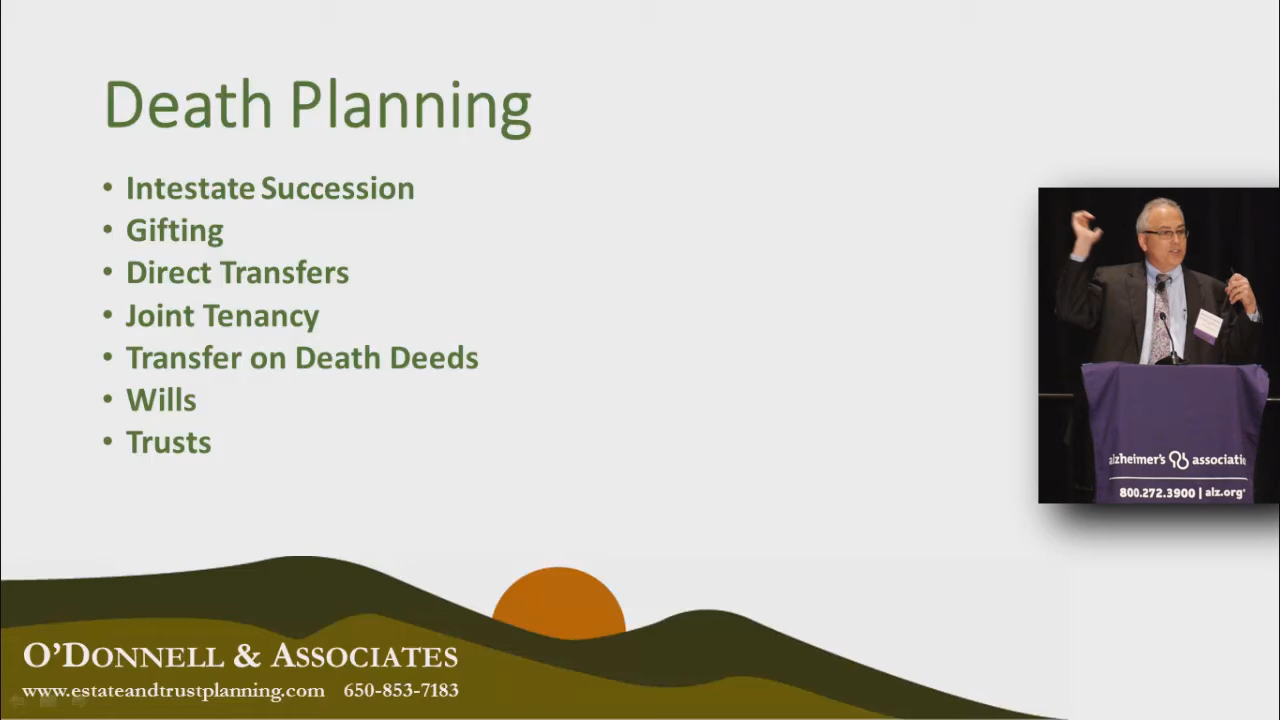 Death Planning
• Intestate Succession
• Gifting
• Direct Transfers
• Joint Tenancy
• Transfer on Death Deeds
• Wills
• Trusts
alzheimer's associatio
800.272.3900 | alz.org
O'DONNELL & ASSOCIATES
www.estateandtrustplanning.com 650-853-7183